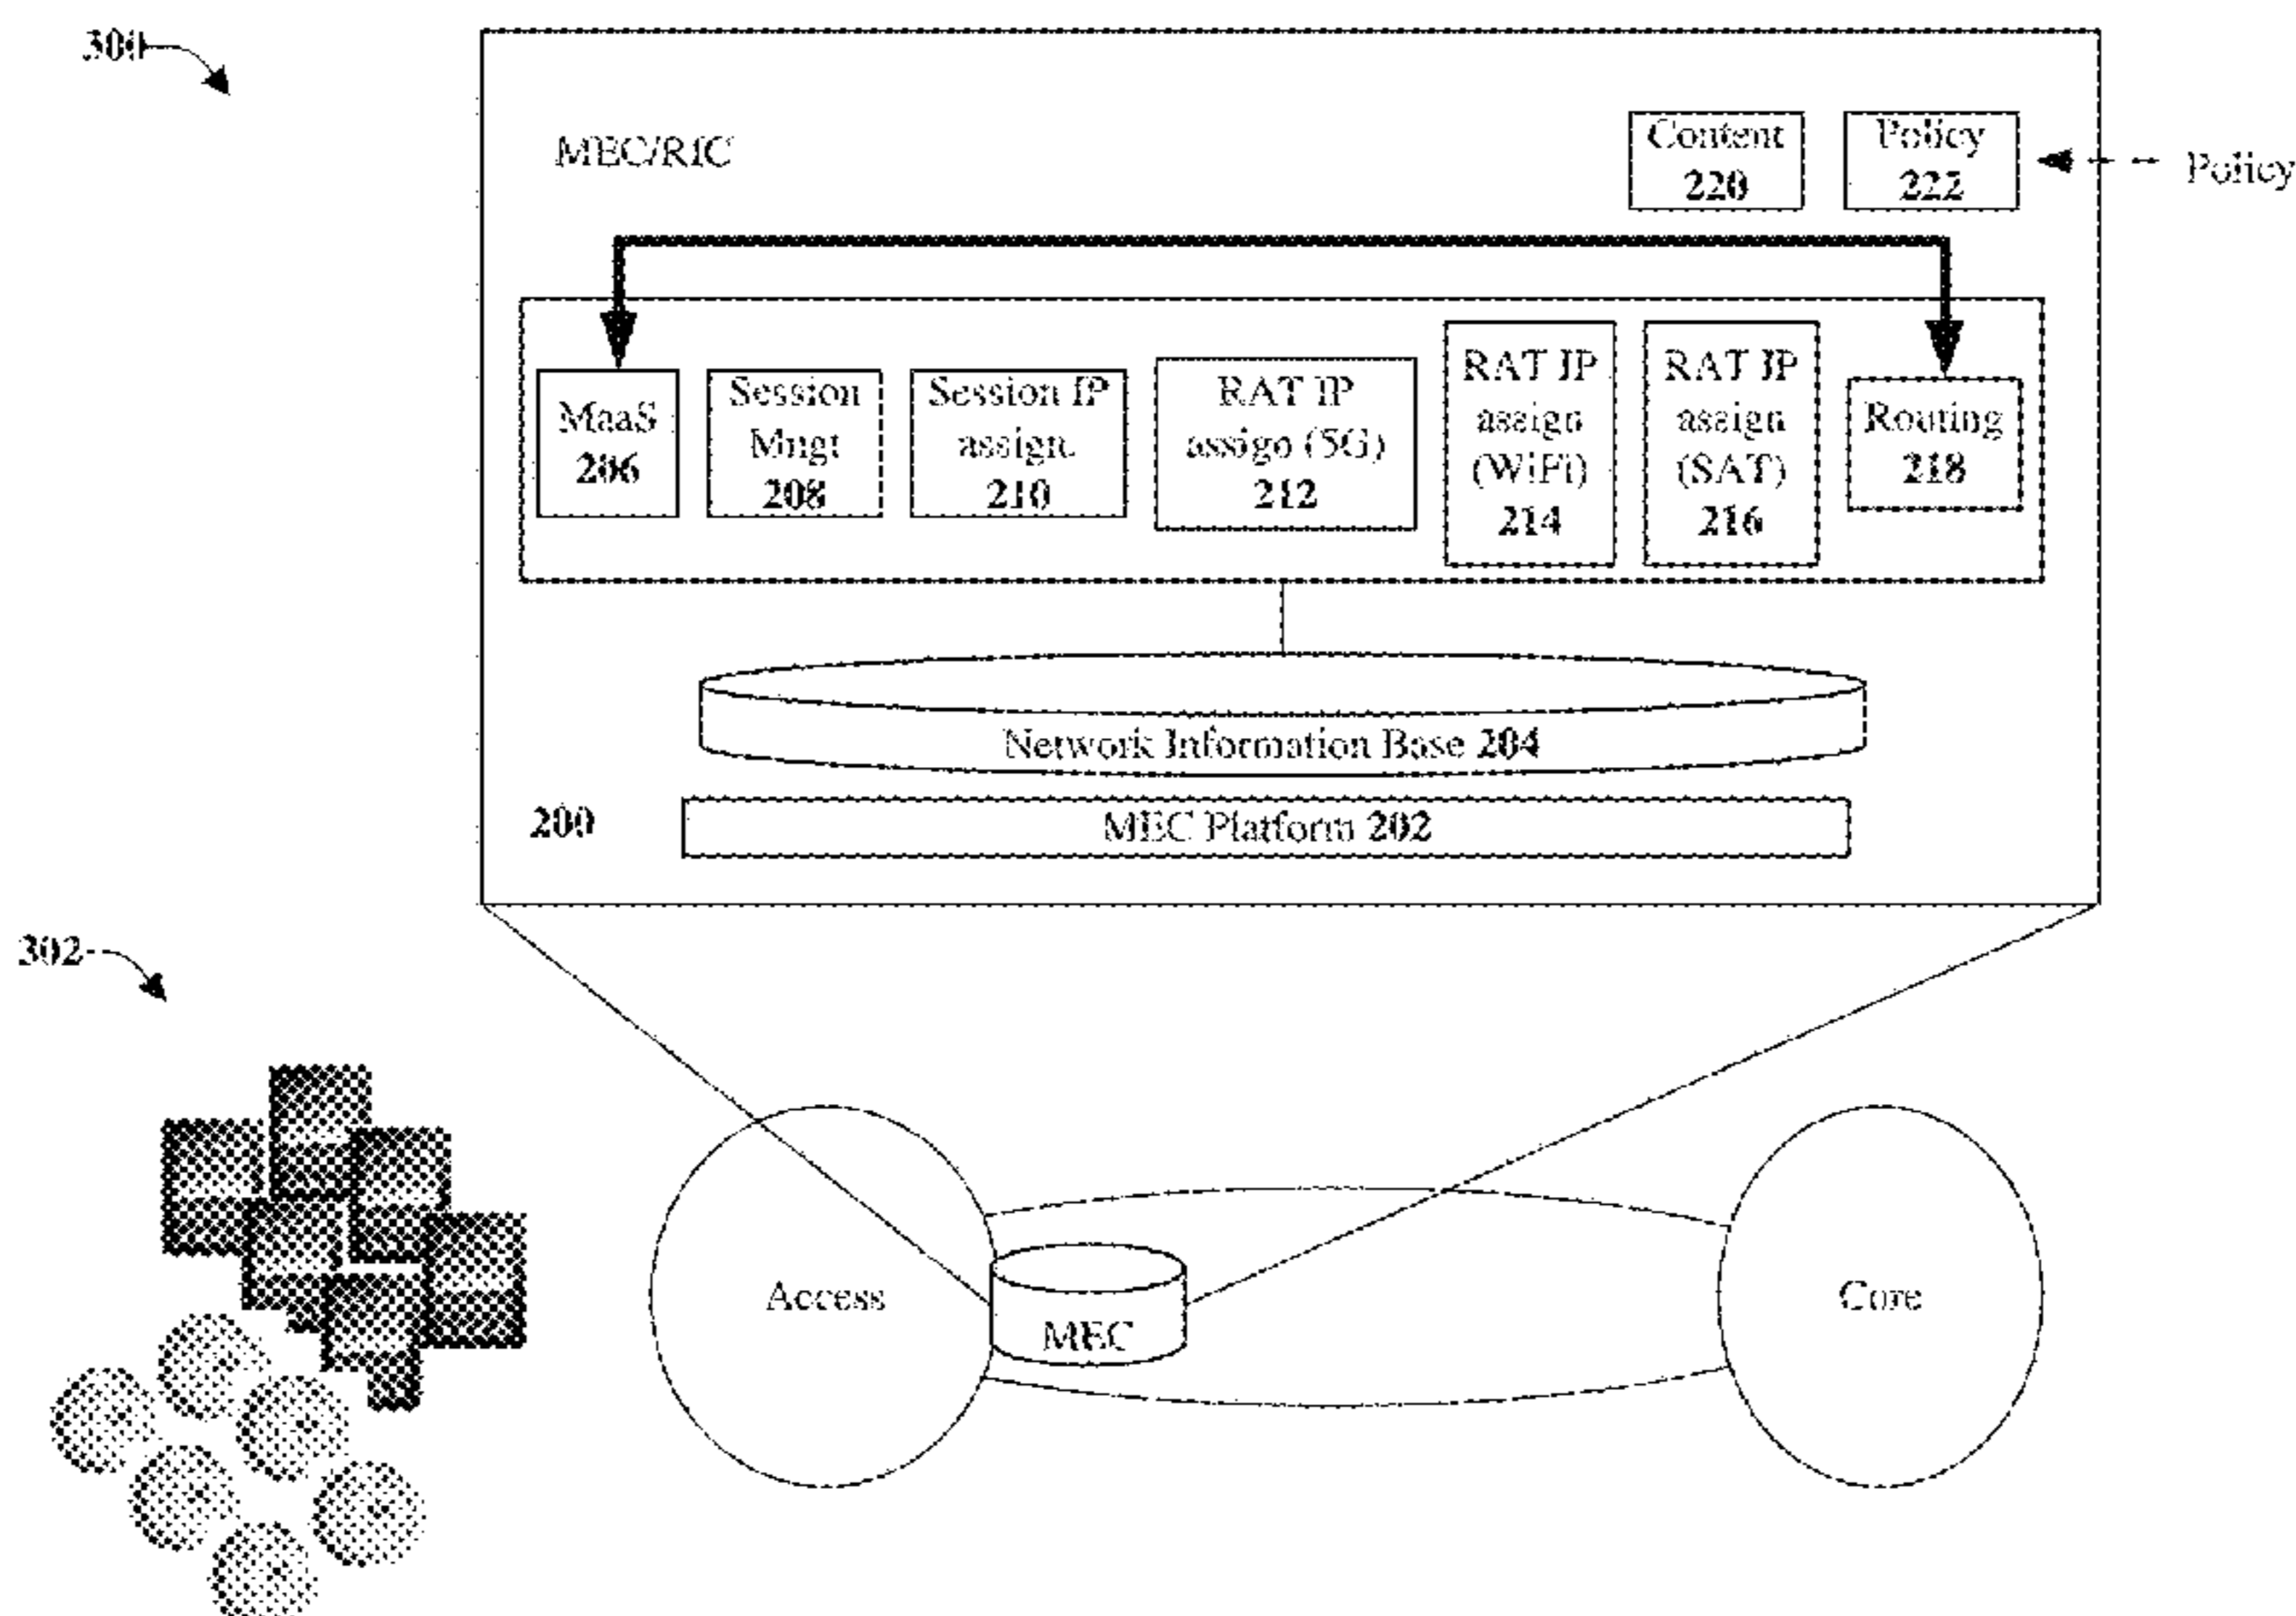 300
MEC/RIC
Content
220
Policy
222
Policy
MaaS
206
Session
Mngt
208
Session IP
assign.
210
RAT IP
assign (5G)
212
RAT IP
assign
(WiFi)
214
RAT IP
assign
(SAT)
216
Routing
218
Network Information Base 204
200
MEC Platform 202
302
Access
MEC
Core